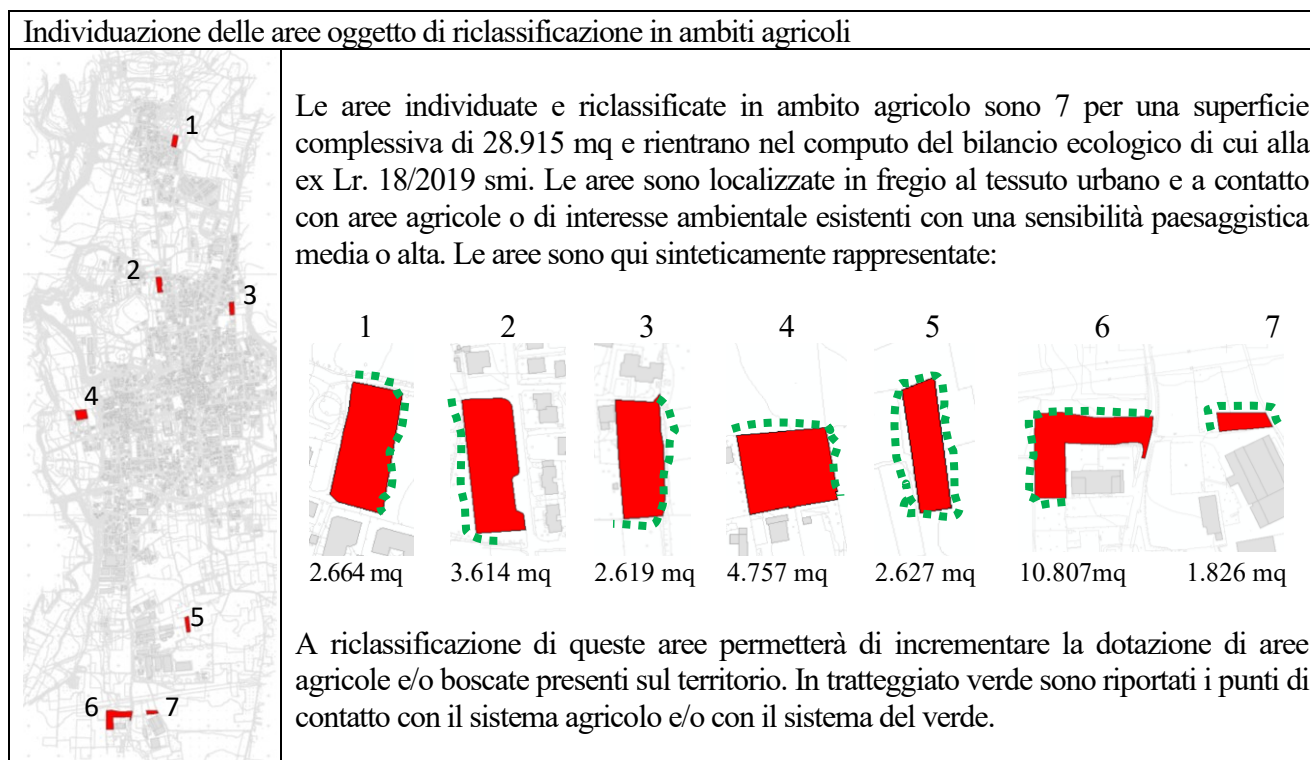 Individuazione delle aree oggetto di riclassificazione in ambiti agricoli
1
2
3
4
5
6
7
Le aree individuate e riclassificate in ambito agricolo sono 7 per una superficie
complessiva di 28.915 mq e rientrano nel computo del bilancio ecologico di cui alla
ex Lr. 18/2019 smi. Le aree sono localizzate in fregio al tessuto urbano e a contatto
con aree agricole o di interesse ambientale esistenti con una sensibilità paesaggistica
media o alta. Le aree sono qui sinteticamente rappresentate:
1 2 3 4 5 6 7
2.664 mq 3.614 mq 2.619 mq 4.757 mq 2.627 mq 10.807mq 1.826 mq
A riclassificazione di queste aree permetterà di incrementare la dotazione di aree
agricole e/o boscate presenti sul territorio. In tratteggiato verde sono riportati i punti di
contatto con il sistema agricolo e/o con il sistema del verde.